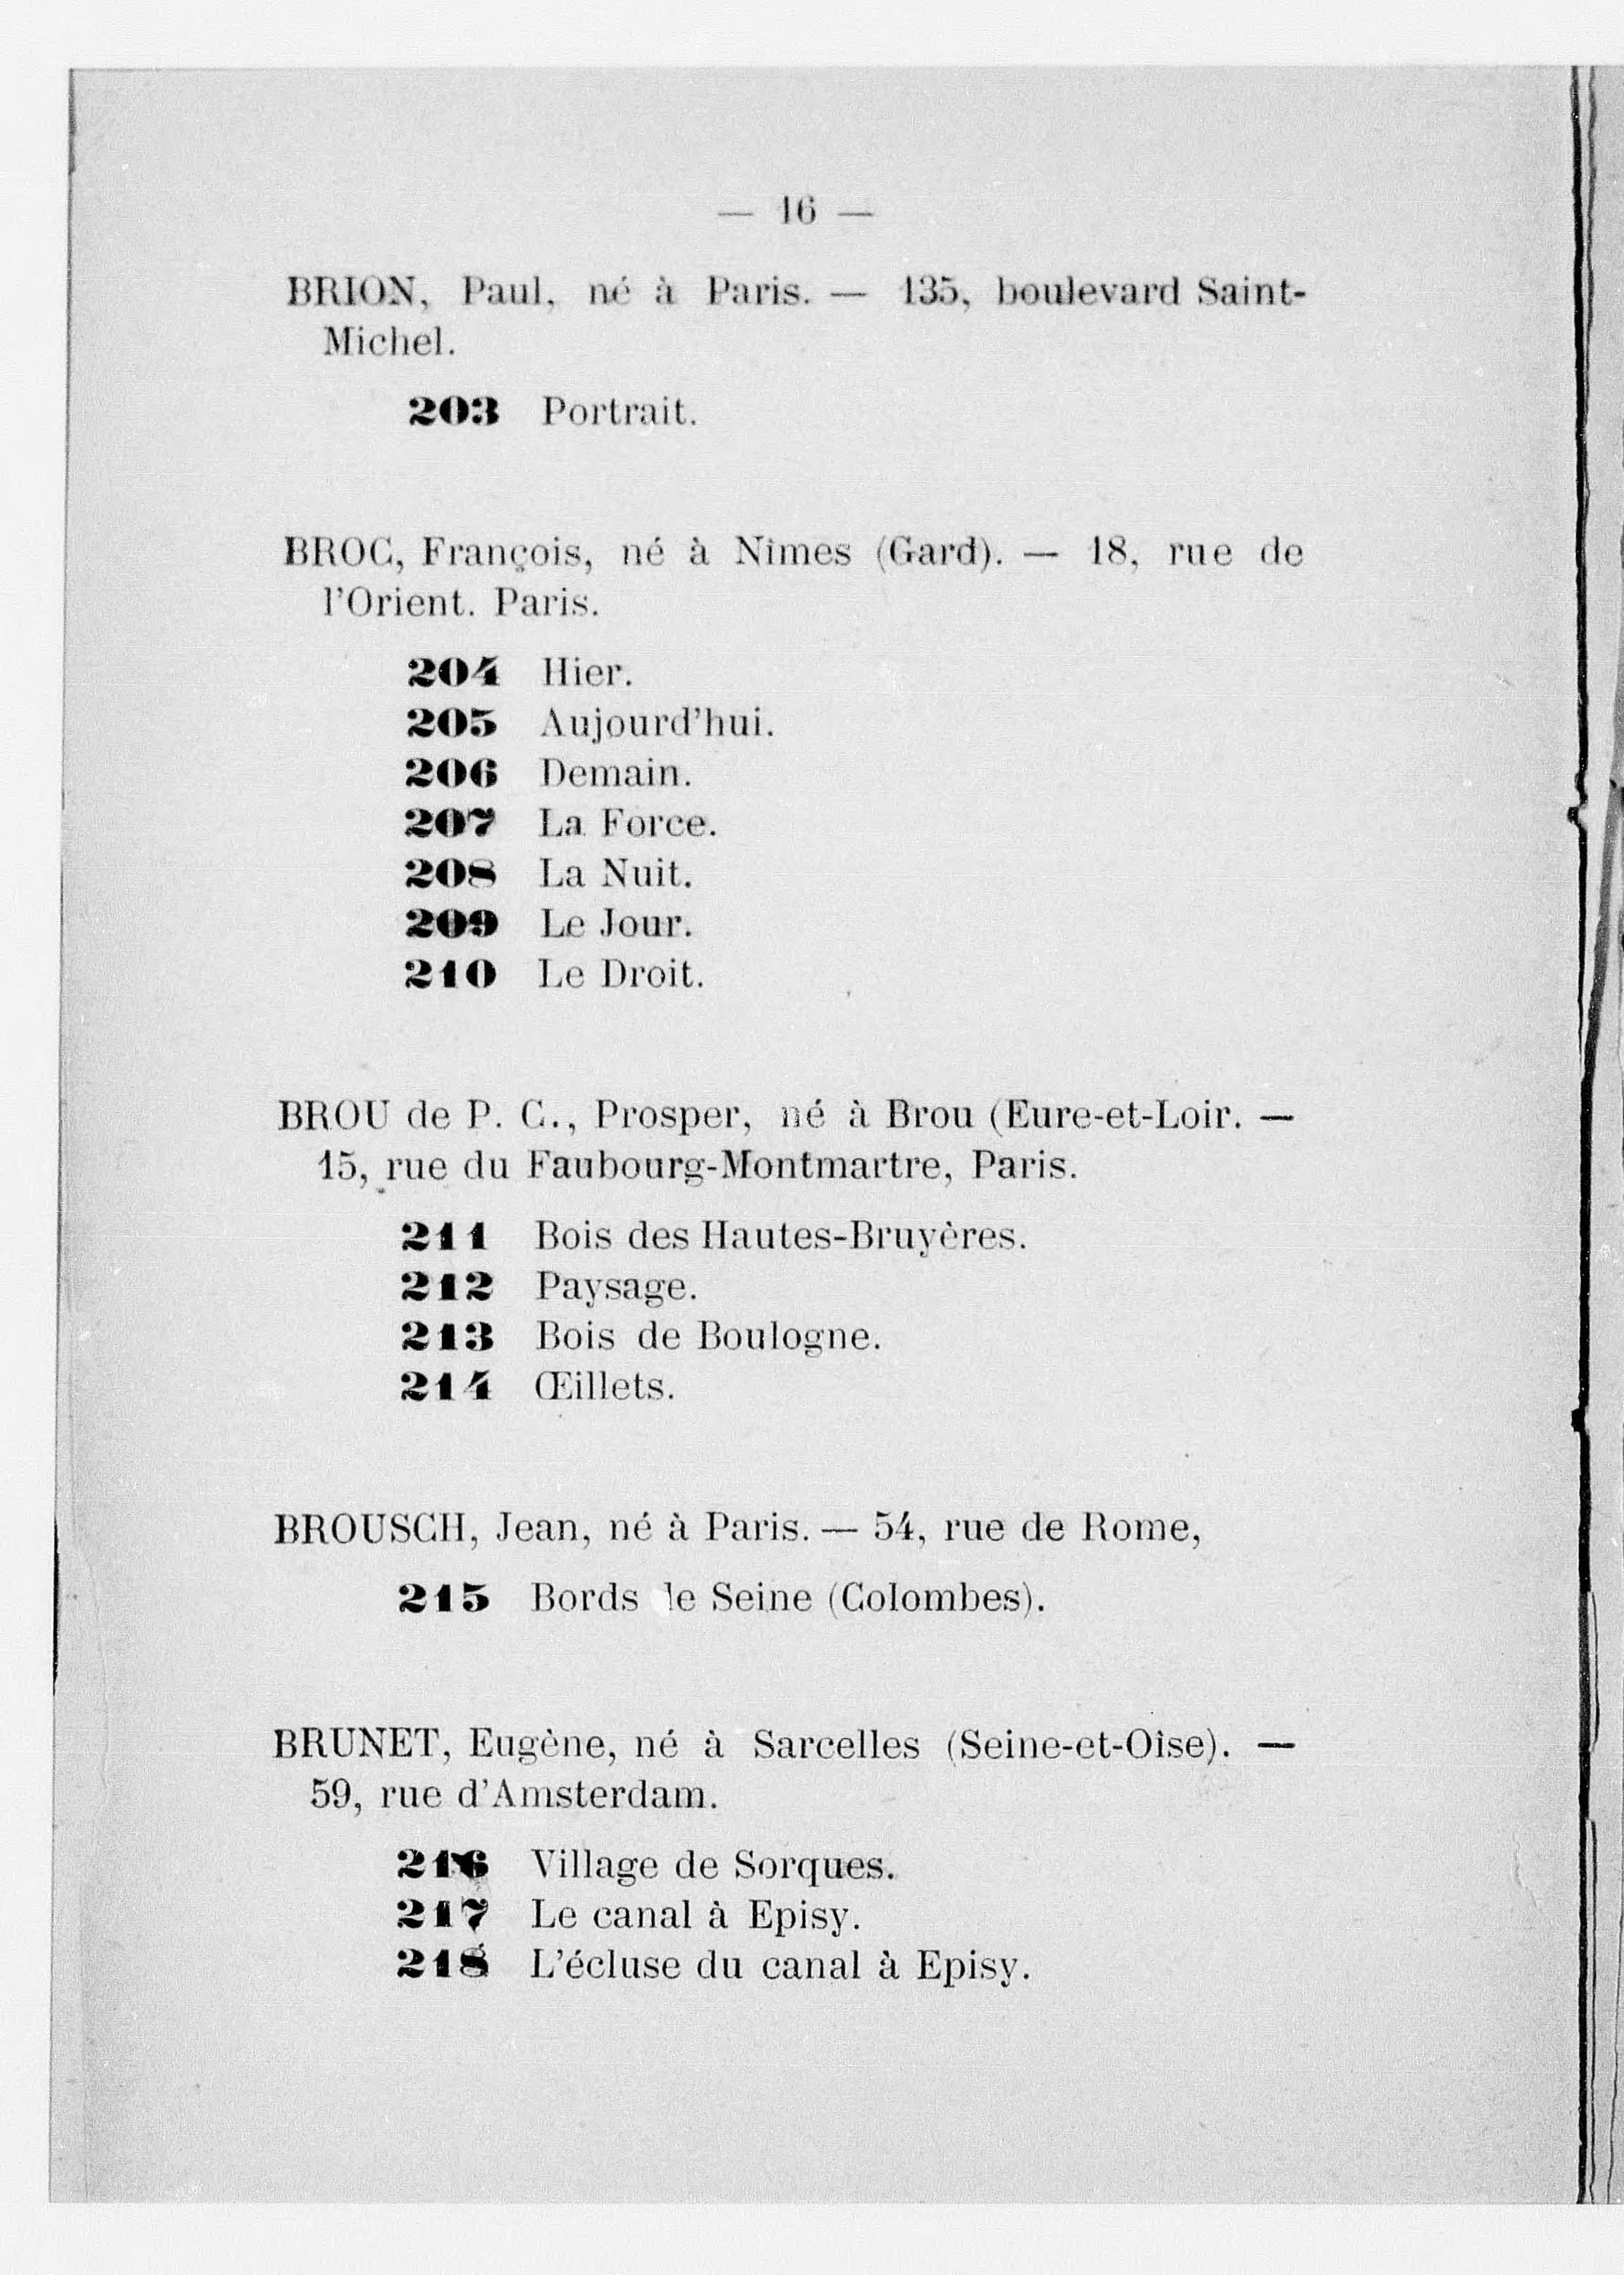 — 16 —
BRION, Paul, né à Paris. — 135, boulevard Saint-
Michel.
203 Portrait.
BROC, François, né à Nîmes (Gard). — 18, rue de
l'Orient. Paris.
204 Hier.
205 Aujourd'hui.
206 Demain.
207 La Force.
208 La Nuit.
209 Le Jour.
210 Le Droit.
BROU de P. C., Prosper, né à Brou (Eure-et-Loir. —
15, rue du Faubourg-Montmartre, Paris.
211 Bois des Hautes-Bruyères.
212 Paysage.
213 Bois de Boulogne.
214 Œillets.
BROUSCH, Jean, né à Paris. — 54, rue de Rome,
215 Bords de Seine (Colombes).
BRUNET, Eugène, né à Sarcelles (Seine-et-Oîse). —
59, rue d'Amsterdam.
216 Village de Sorques.
217 Le canal à Episy.
218 L'écluse du canal à Episy.